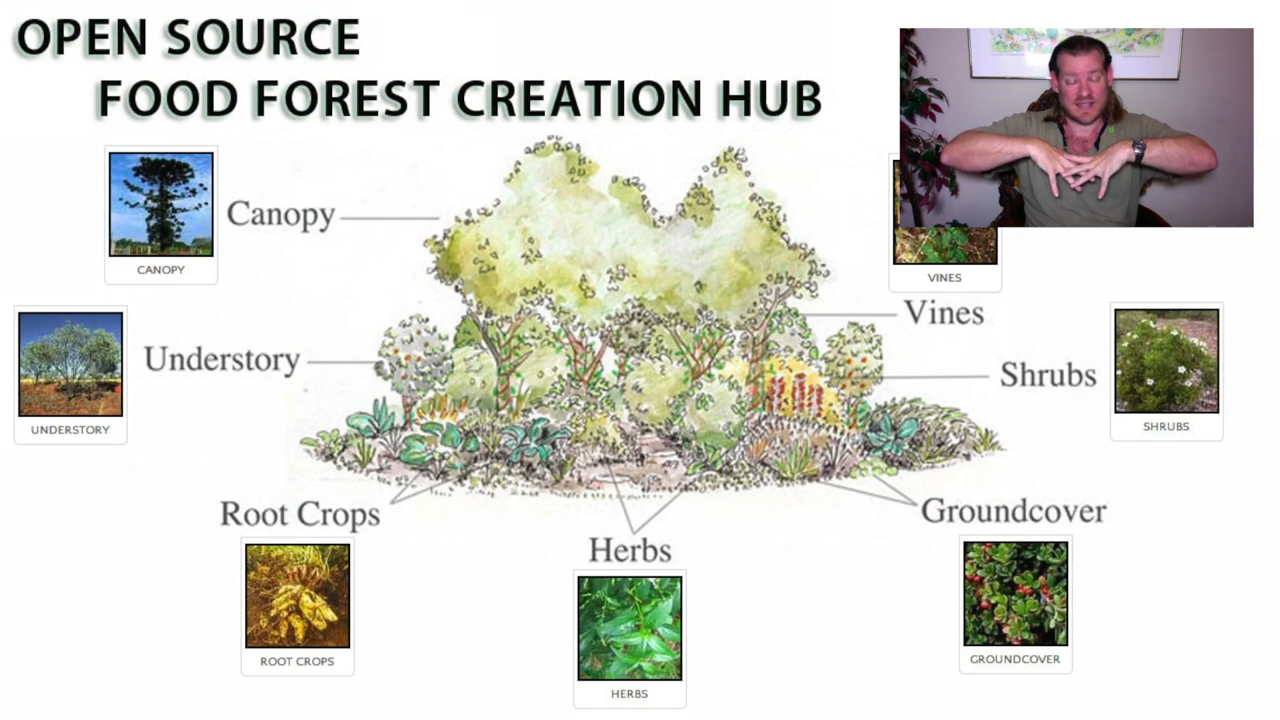 OPEN SOURCE
FOOD FOREST CREATION HUB
CANOPY
Canopy
VINES
Vines
UNDERSTORY
Understory
Shrubs
SHRUBS
Root Crops
Groundcover
Herbs
ROOT CROPS
GROUNDCOVER
HERBS